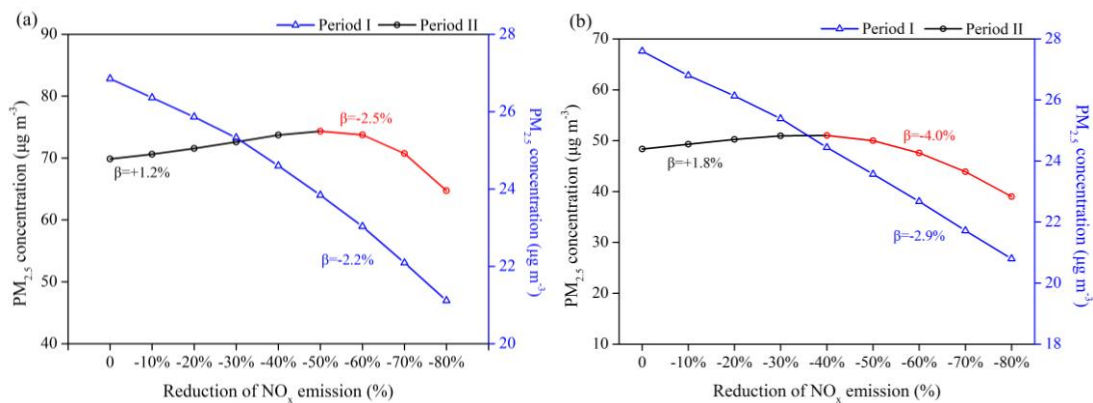 (a)
Period I
Period II
90
80
70
60
50
40
PM2.5 concentration (μg m-3)
28
26
24
22
20
PM2.5 concentration (μg m-3)
β=+1.2%
β=-2.5%
β=-2.2%
0 -10% -20% -30% -40% -50% -60% -70% -80%
Reduction of NOx emission (%)
(b)
Period I
Period II
70
60
50
40
30
20
10
PM2.5 concentration (μg m-3)
28
26
24
22
20
18
PM2.5 concentration (μg m-3)
β=+1.8%
β=-4.0%
β=-2.9%
0 -10% -20% -30% -40% -50% -60% -70% -80%
Reduction of NOx emission (%)